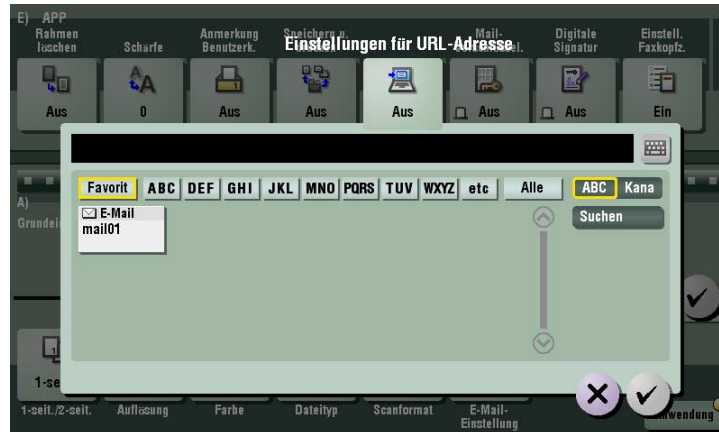 E) APP
Rahmen löschen
Schärfe
Anmerkung Benutzerk.
Speichern u.
Einstellungen für URL-Adresse
Mail-
Digitale Signatur
Einstell. Faxkopfz.
Aus
0
Aus
Aus
Aus
Aus
Aus
Ein
Favorit ABC DEF GHI JKL MNO PQRS TUV WXYZ etc Alle ABC Kana
E-Mail
mail01
Suchen
A)
1-seit./2-seit. Auflösung Farbe Dateityp Scanformat E-Mail-Einstellung